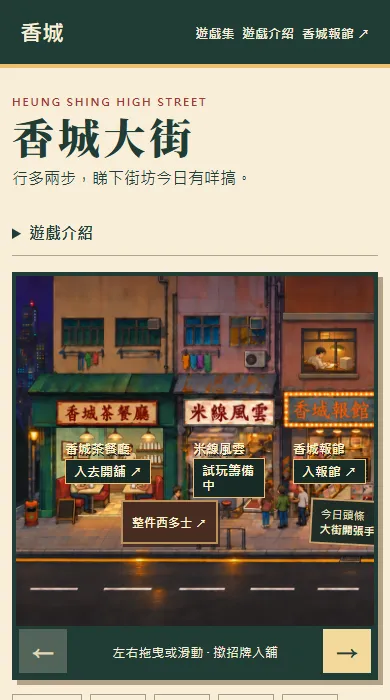 香城
遊戲集 遊戲介紹 香城報館 ↗
HEUNG SHING HIGH STREET
香城大街
行多兩步，睇下街坊今日有咩搞。
▶ 遊戲介紹
香城茶餐廳
米線風雲
香城報館
香城茶餐廳
入去開舖 ↗
米線風雲
試玩籌備
中
香城報館
入報館 ↗
整件西多士 ↗
今日頭條
大街開張手
←
左右拖曳或滑動 · 撳招牌入舖
→